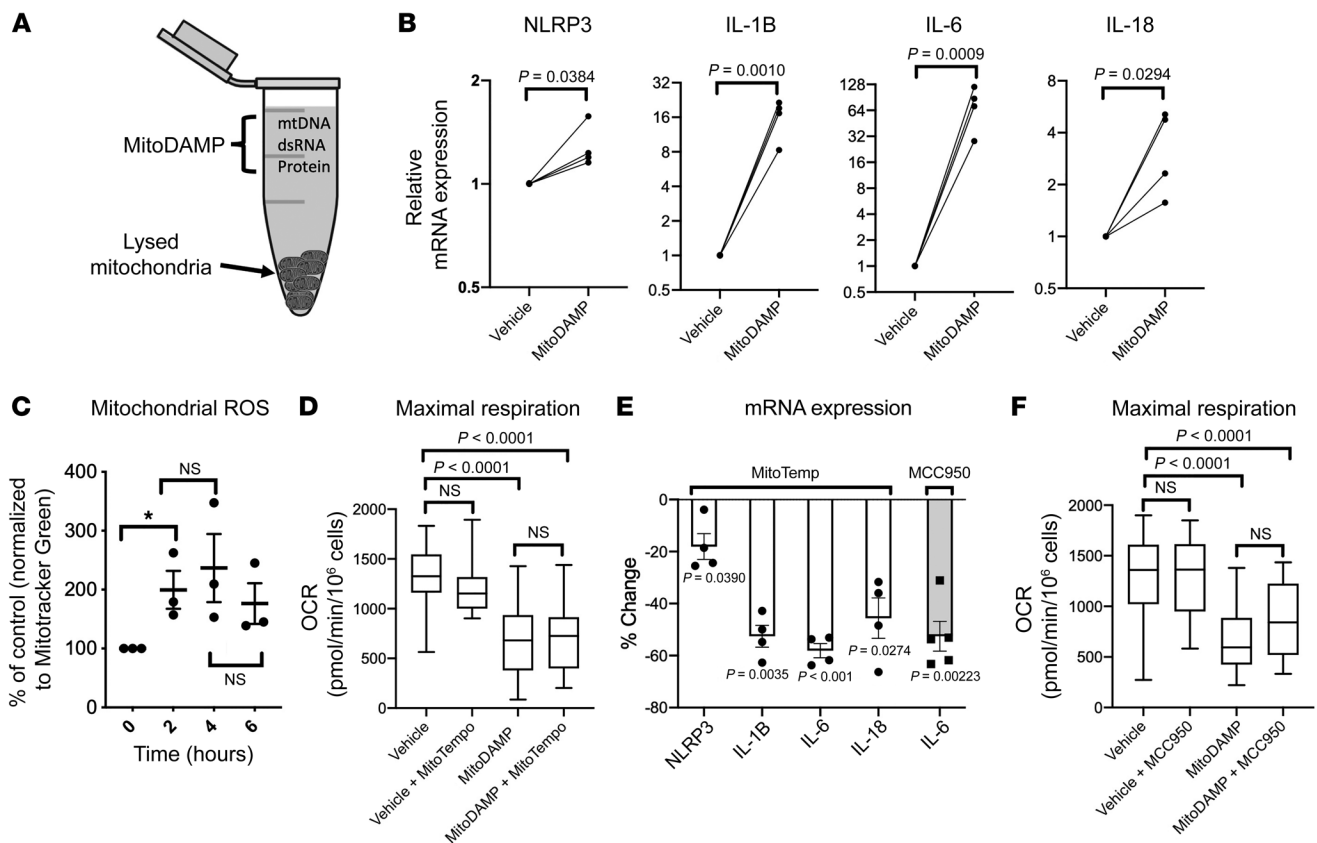 A
MitoDAMP
mtDNA
dsRNA
Protein
Lysed
mitochondria
B
NLRP3
IL-1B
IL-6
IL-18
Relative
mRNA expression
P = 0.0384
2
1
0.5
Vehicle
MitoDAMP
P = 0.0010
32
16
8
4
2
1
0.5
Vehicle
MitoDAMP
P = 0.0009
128
64
32
16
8
4
2
1
0.5
Vehicle
MitoDAMP
P = 0.0294
8
4
2
1
0.5
Vehicle
MitoDAMP
C
Mitochondrial ROS
% of control (normalized
to Mitotracker Green)
400
300
200
100
0
*
NS
NS
0
2
4
6
Time (hours)
D
Maximal respiration
P < 0.0001
P < 0.0001
NS
NS
OCR
(pmol/min/10⁶ cells)
2000
1500
1000
500
0
Vehicle
Vehicle + MitoTempo
MitoDAMP
MitoDAMP + MitoTempo
E
mRNA expression
MitoTemp
MCC950
% Change
0
-20
-40
-60
-80
P = 0.0390
P = 0.0035
P < 0.001
P = 0.0274
P = 0.00223
NLRP3
IL-1B
IL-6
IL-18
IL-6
F
Maximal respiration
P < 0.0001
P < 0.0001
NS
NS
OCR
(pmol/min/10⁶ cells)
2000
1500
1000
500
0
Vehicle
Vehicle + MCC950
MitoDAMP
MitoDAMP + MCC950